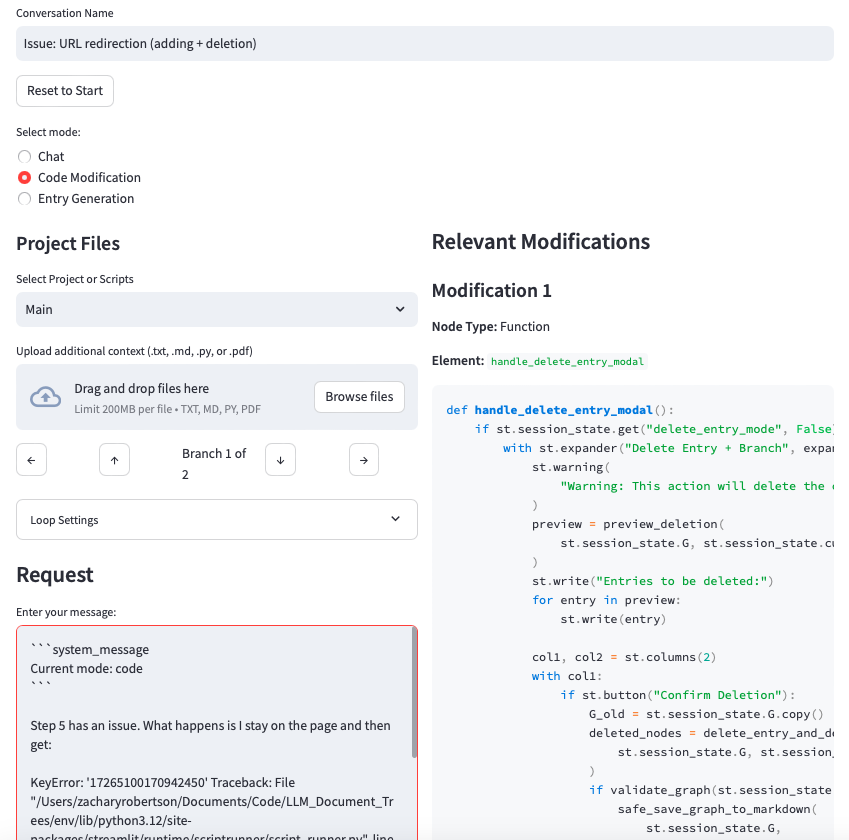 Conversation Name
Issue: URL redirection (adding + deletion)
Reset to Start
Select mode:
Chat
Code Modification
Entry Generation
Project Files
Select Project or Scripts
Main
Upload additional context (.txt, .md, .py, or .pdf)
Drag and drop files here
Limit 200MB per file • TXT, MD, PY, PDF
Browse files
←
↑
Branch 1 of
2
↓
→
Loop Settings
Request
Enter your message:
```system_message
Current mode: code
```
Step 5 has an issue. What happens is I stay on the page and then
get:
KeyError: '17265100170942450' Traceback: File
"/Users/zacharyrobertson/Documents/Code/LLM_Document_Tr
ees/env/lib/python3.12/site-
packages/streamlit/runtime/scriptrunner/script_runner.py", line
Relevant Modifications
Modification 1
Node Type: Function
Element: handle_delete_entry_modal
def handle_delete_entry_modal():
    if st.session_state.get("delete_entry_mode", False)
        with st.expander("Delete Entry + Branch", expan
            st.warning(
                "Warning: This action will delete the
            )
            preview = preview_deletion(
                st.session_state.G, st.session_state.cu
            )
            st.write("Entries to be deleted:")
            for entry in preview:
                st.write(entry)
            col1, col2 = st.columns(2)
            with col1:
                if st.button("Confirm Deletion"):
                    G_old = st.session_state.G.copy()
                    deleted_nodes = delete_entry_and_de
                        st.session_state.G, st.session_
                    )
                    if validate_graph(st.session_state
                        safe_save_graph_to_markdown(
                            st.session_state.G,